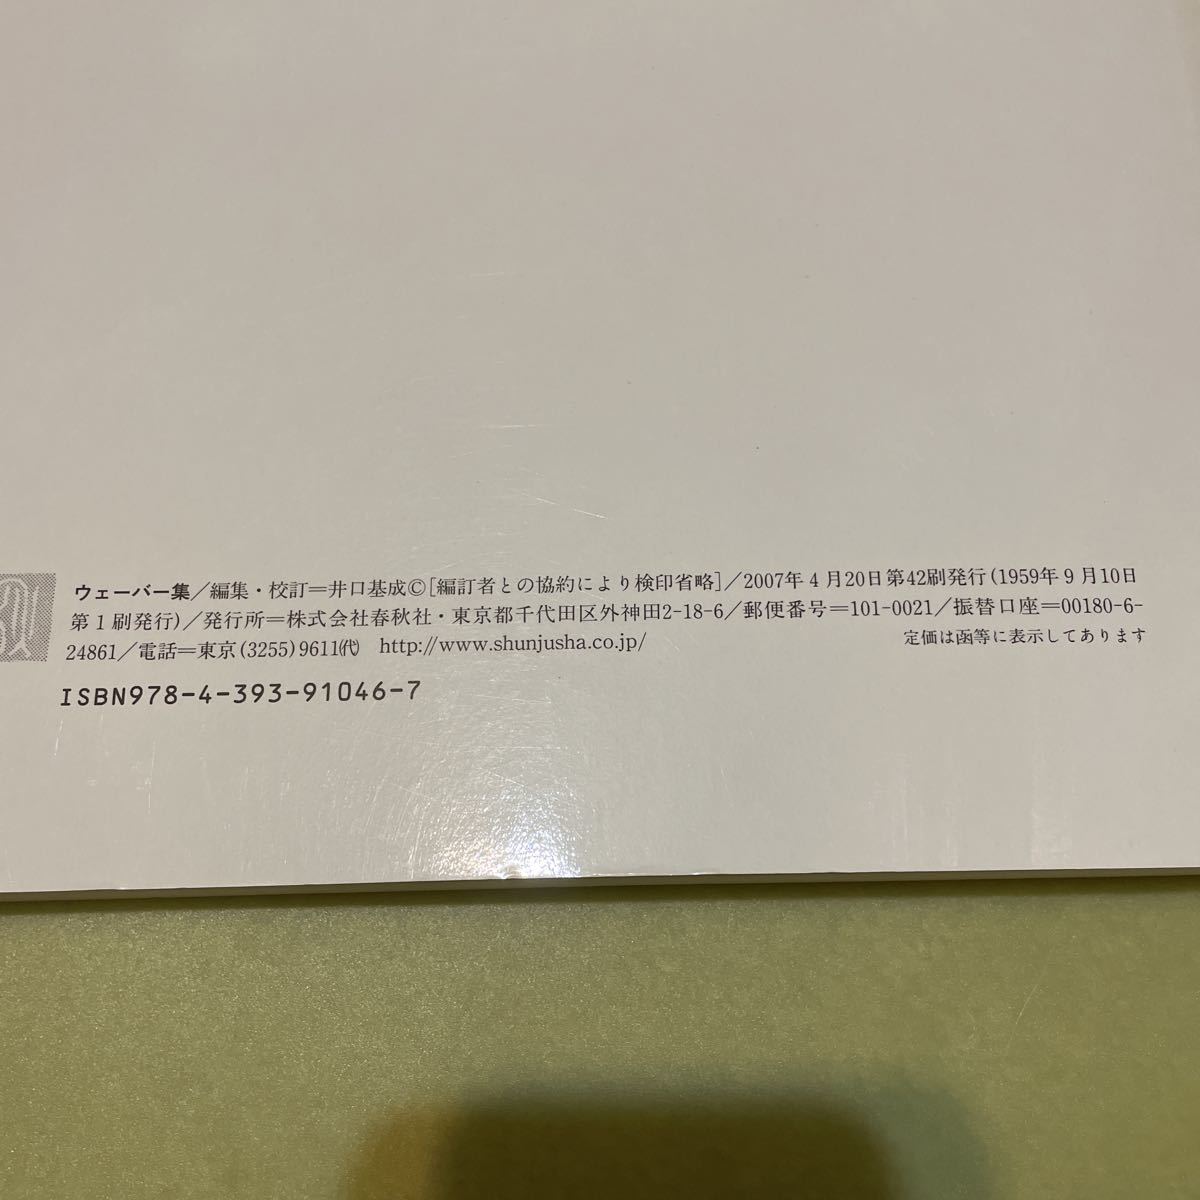 ウェーバー集／編集・校訂＝井口基成©[編訂者との協約により検印省略]／2007年4月20日第42刷発行(1959年9月10日
第1刷発行)／発行所＝株式会社春秋社・東京都千代田区外神田2-18-6／郵便番号＝101-0021／振替口座＝00180-6-
24861／電話＝東京(3255)9611㈹ http://www.shunjusha.co.jp/ 定価は函等に表示してあります
ISBN978-4-393-91046-7